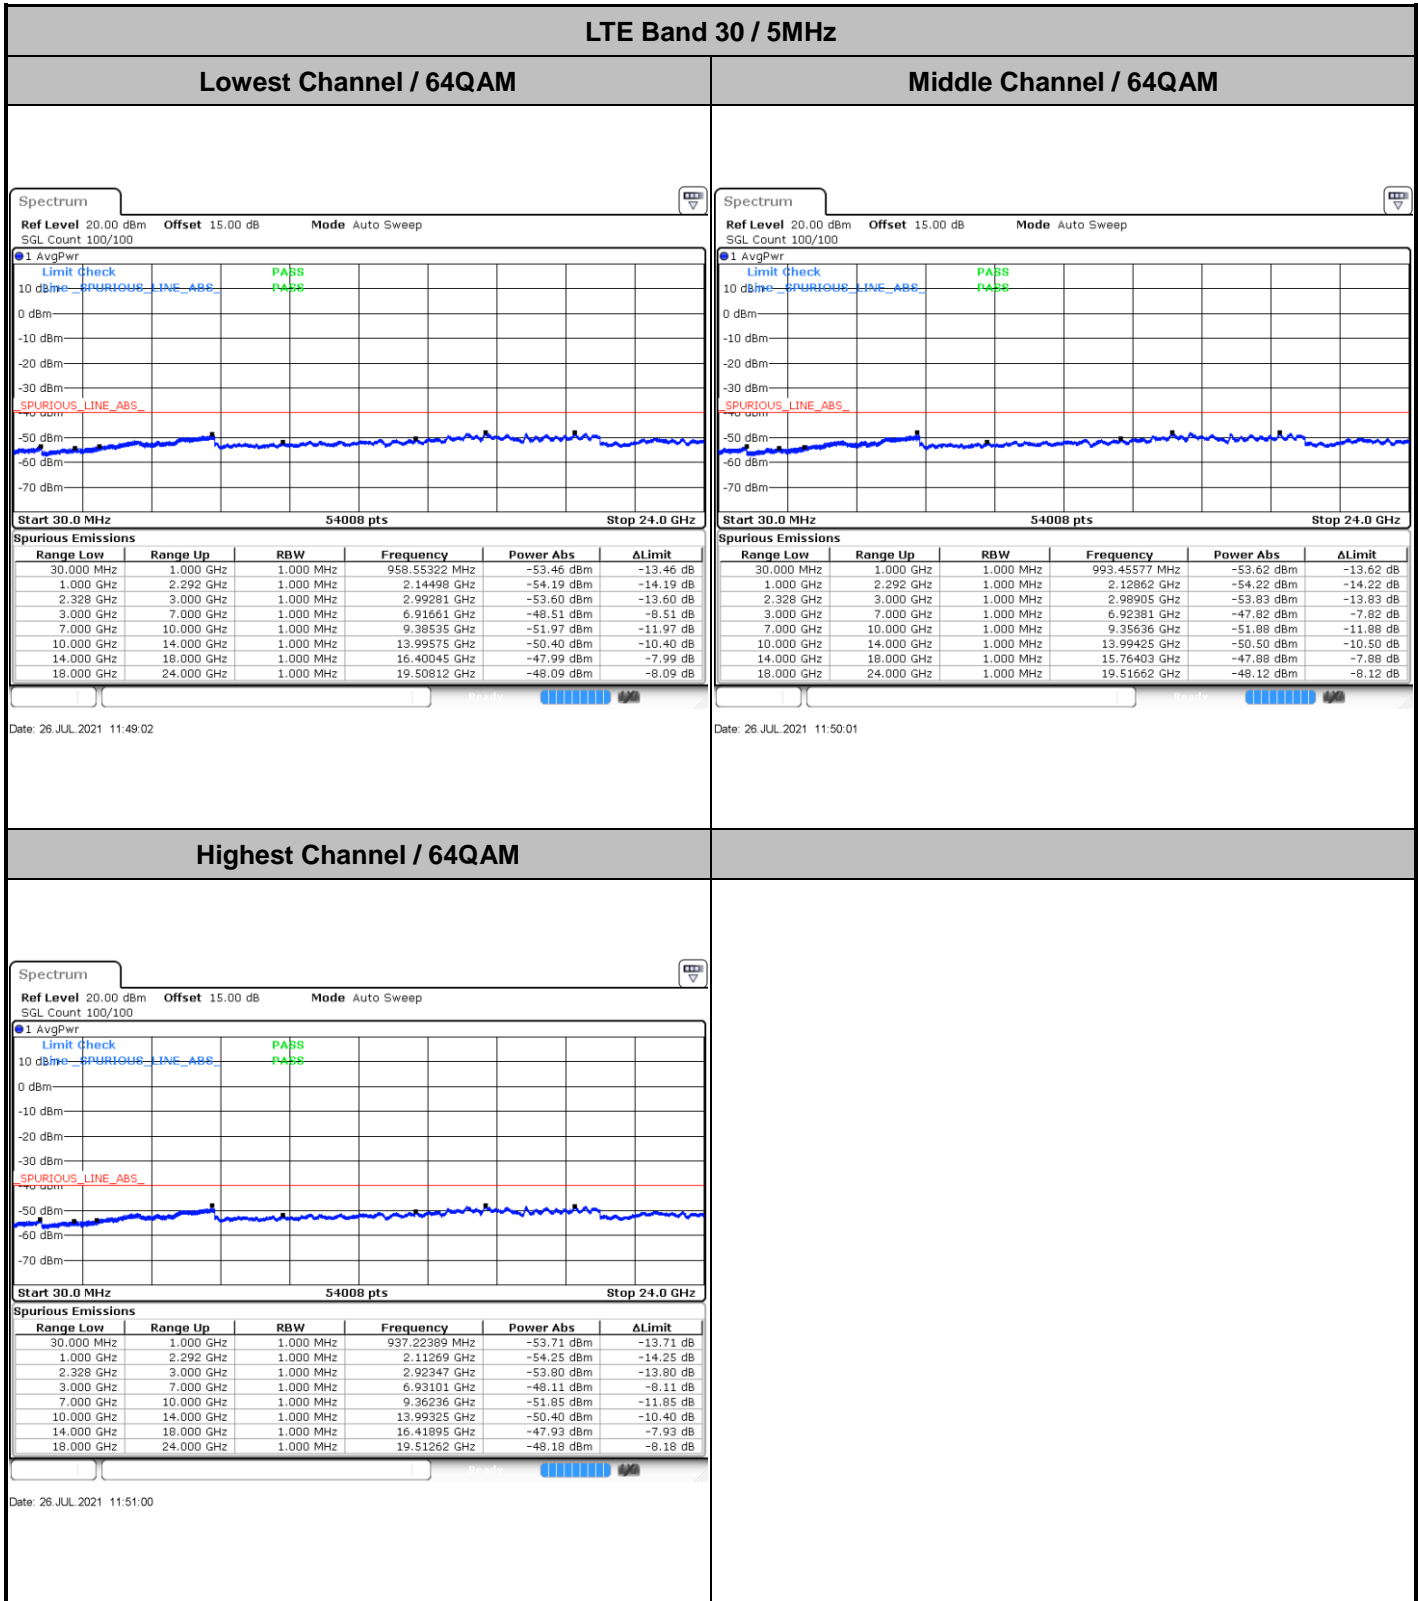 LTE Band 30 / 5MHz
Lowest Channel / 64QAM
Middle Channel / 64QAM
Spectrum
Ref Level 20.00 dBm Offset 15.00 dB Mode Auto Sweep
SGL Count 100/100
1 AvgPwr
Limit Check PASS
10 dBm Line _SPURIOUS_LINE_ABS_ PASS
0 dBm
-10 dBm
-20 dBm
-30 dBm
_SPURIOUS_LINE_ABS_
-40 dBm
-50 dBm
-60 dBm
-70 dBm
Start 30.0 MHz 54008 pts Stop 24.0 GHz
Spurious Emissions
Range Low Range Up RBW Frequency Power Abs ΔLimit
30.000 MHz 1.000 GHz 1.000 MHz 958.55322 MHz -53.46 dBm -13.46 dB
1.000 GHz 2.292 GHz 1.000 MHz 2.14498 GHz -54.19 dBm -14.19 dB
2.328 GHz 3.000 GHz 1.000 MHz 2.99281 GHz -53.60 dBm -13.60 dB
3.000 GHz 7.000 GHz 1.000 MHz 6.91661 GHz -48.51 dBm -8.51 dB
7.000 GHz 10.000 GHz 1.000 MHz 9.38535 GHz -51.97 dBm -11.97 dB
10.000 GHz 14.000 GHz 1.000 MHz 13.99575 GHz -50.40 dBm -10.40 dB
14.000 GHz 18.000 GHz 1.000 MHz 16.40045 GHz -47.99 dBm -7.99 dB
18.000 GHz 24.000 GHz 1.000 MHz 19.50812 GHz -48.09 dBm -8.09 dB
Ready
Date: 26.JUL.2021 11:49:02
Spectrum
Ref Level 20.00 dBm Offset 15.00 dB Mode Auto Sweep
SGL Count 100/100
1 AvgPwr
Limit Check PASS
10 dBm Line _SPURIOUS_LINE_ABS_ PASS
0 dBm
-10 dBm
-20 dBm
-30 dBm
_SPURIOUS_LINE_ABS_
-40 dBm
-50 dBm
-60 dBm
-70 dBm
Start 30.0 MHz 54008 pts Stop 24.0 GHz
Spurious Emissions
Range Low Range Up RBW Frequency Power Abs ΔLimit
30.000 MHz 1.000 GHz 1.000 MHz 993.45577 MHz -53.62 dBm -13.62 dB
1.000 GHz 2.292 GHz 1.000 MHz 2.12862 GHz -54.22 dBm -14.22 dB
2.328 GHz 3.000 GHz 1.000 MHz 2.98905 GHz -53.83 dBm -13.83 dB
3.000 GHz 7.000 GHz 1.000 MHz 6.92381 GHz -47.82 dBm -7.82 dB
7.000 GHz 10.000 GHz 1.000 MHz 9.35636 GHz -51.88 dBm -11.88 dB
10.000 GHz 14.000 GHz 1.000 MHz 13.99425 GHz -50.50 dBm -10.50 dB
14.000 GHz 18.000 GHz 1.000 MHz 15.76403 GHz -47.88 dBm -7.88 dB
18.000 GHz 24.000 GHz 1.000 MHz 19.51662 GHz -48.12 dBm -8.12 dB
Ready
Date: 26.JUL.2021 11:50:01
Highest Channel / 64QAM
Spectrum
Ref Level 20.00 dBm Offset 15.00 dB Mode Auto Sweep
SGL Count 100/100
1 AvgPwr
Limit Check PASS
10 dBm Line _SPURIOUS_LINE_ABS_ PASS
0 dBm
-10 dBm
-20 dBm
-30 dBm
_SPURIOUS_LINE_ABS_
-40 dBm
-50 dBm
-60 dBm
-70 dBm
Start 30.0 MHz 54008 pts Stop 24.0 GHz
Spurious Emissions
Range Low Range Up RBW Frequency Power Abs ΔLimit
30.000 MHz 1.000 GHz 1.000 MHz 937.22389 MHz -53.71 dBm -13.71 dB
1.000 GHz 2.292 GHz 1.000 MHz 2.11269 GHz -54.25 dBm -14.25 dB
2.328 GHz 3.000 GHz 1.000 MHz 2.92347 GHz -53.80 dBm -13.80 dB
3.000 GHz 7.000 GHz 1.000 MHz 6.93101 GHz -48.11 dBm -8.11 dB
7.000 GHz 10.000 GHz 1.000 MHz 9.36236 GHz -51.85 dBm -11.85 dB
10.000 GHz 14.000 GHz 1.000 MHz 13.99325 GHz -50.40 dBm -10.40 dB
14.000 GHz 18.000 GHz 1.000 MHz 16.41895 GHz -47.93 dBm -7.93 dB
18.000 GHz 24.000 GHz 1.000 MHz 19.51262 GHz -48.18 dBm -8.18 dB
Ready
Date: 26.JUL.2021 11:51:00